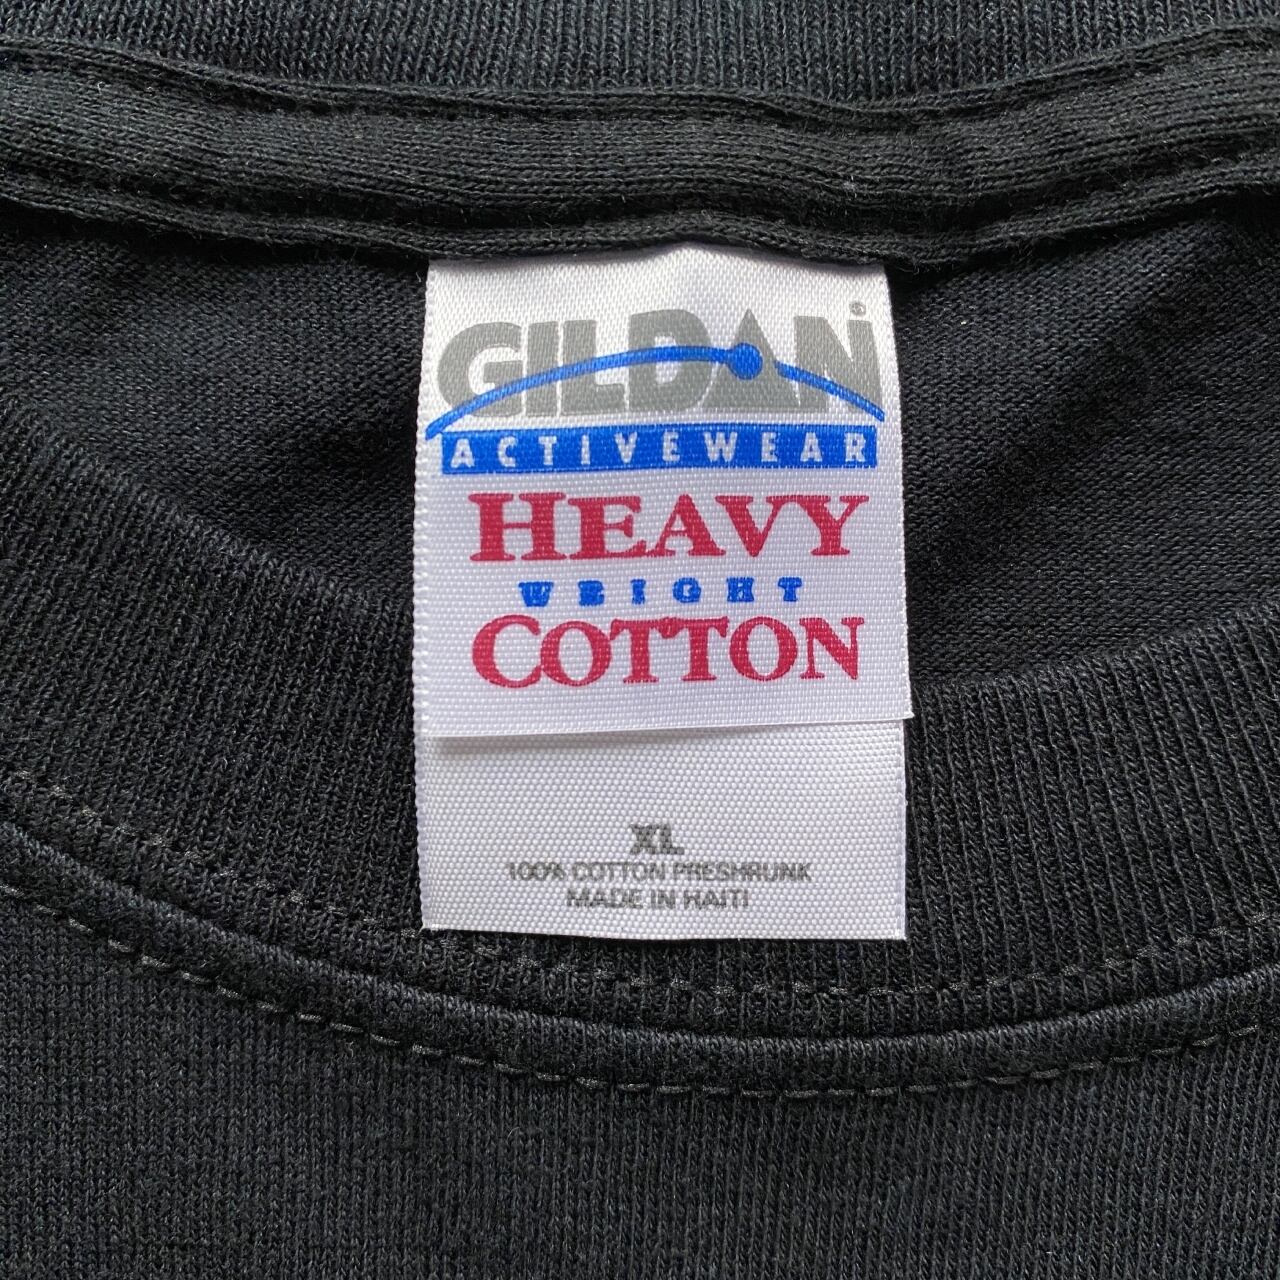 GILDAN®
ACTIVEWEAR
HEAVY
WEIGHT
COTTON
XL
100% COTTON PRESHRUNK
MADE IN HAITI